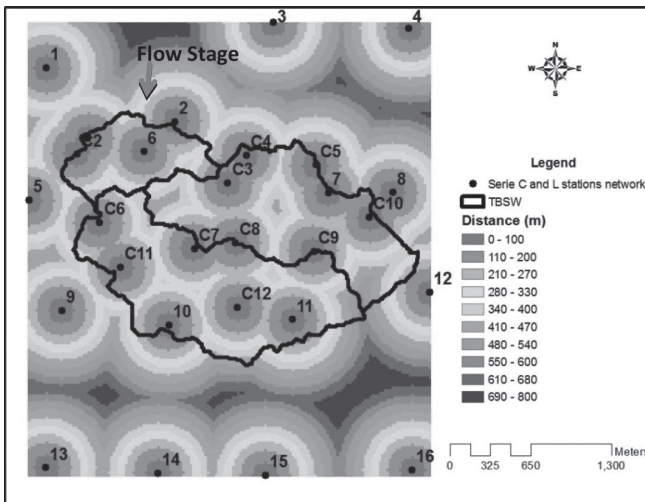 3
4
1
Flow Stage
N
W E
S
2
C2
6
C4
C5
C3
7
8
C10
5
C6
C7
C8
C9
C11
12
9
C12
10
11
13
14
15
16
Legend
Serie C and L stations network
TBSW
Distance (m)
0 - 100
110 - 200
210 - 270
280 - 330
340 - 400
410 - 470
480 - 540
550 - 600
610 - 680
690 - 800
Meters
0 325 650 1,300